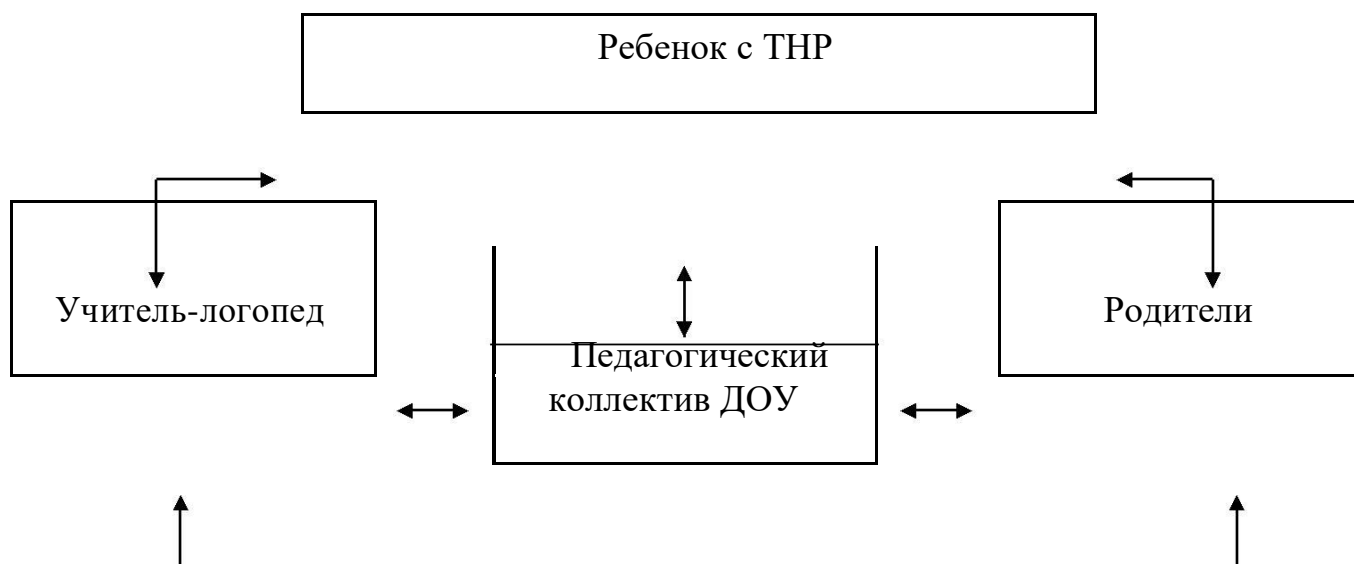 Ребенок с ТНР
Учитель-логопед
Родители
Педагогический
коллектив ДОУ